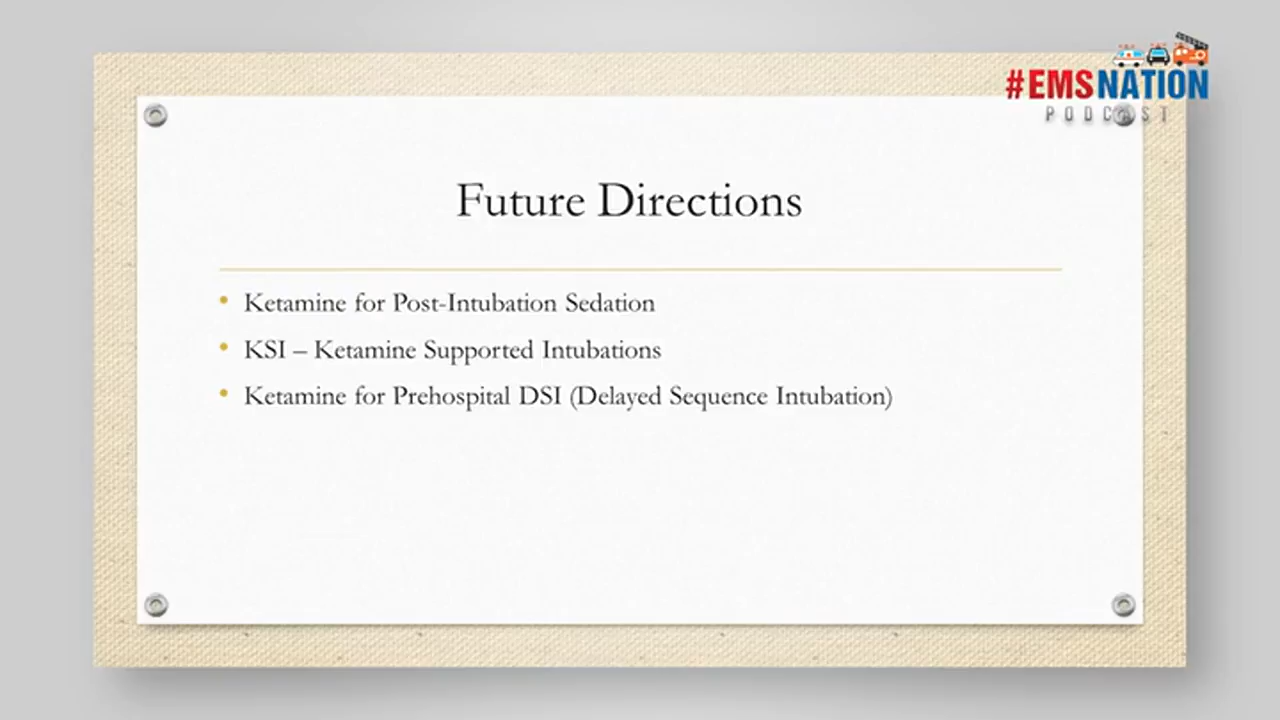 #EMSNATION
PODCAST
Future Directions
• Ketamine for Post-Intubation Sedation
• KSI – Ketamine Supported Intubations
• Ketamine for Prehospital DSI (Delayed Sequence Intubation)